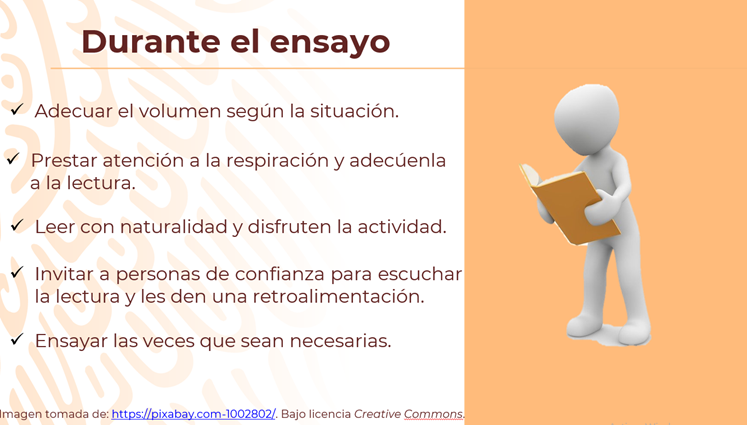 Durante el ensayo
✓ Adecuar el volumen según la situación.
✓ Prestar atención a la respiración y adecúenla
a la lectura.
✓ Leer con naturalidad y disfruten la actividad.
✓ Invitar a personas de confianza para escuchar
la lectura y les den una retroalimentación.
✓ Ensayar las veces que sean necesarias.
Imagen tomada de: https://pixabay.com-1002802/. Bajo licencia Creative Commons.